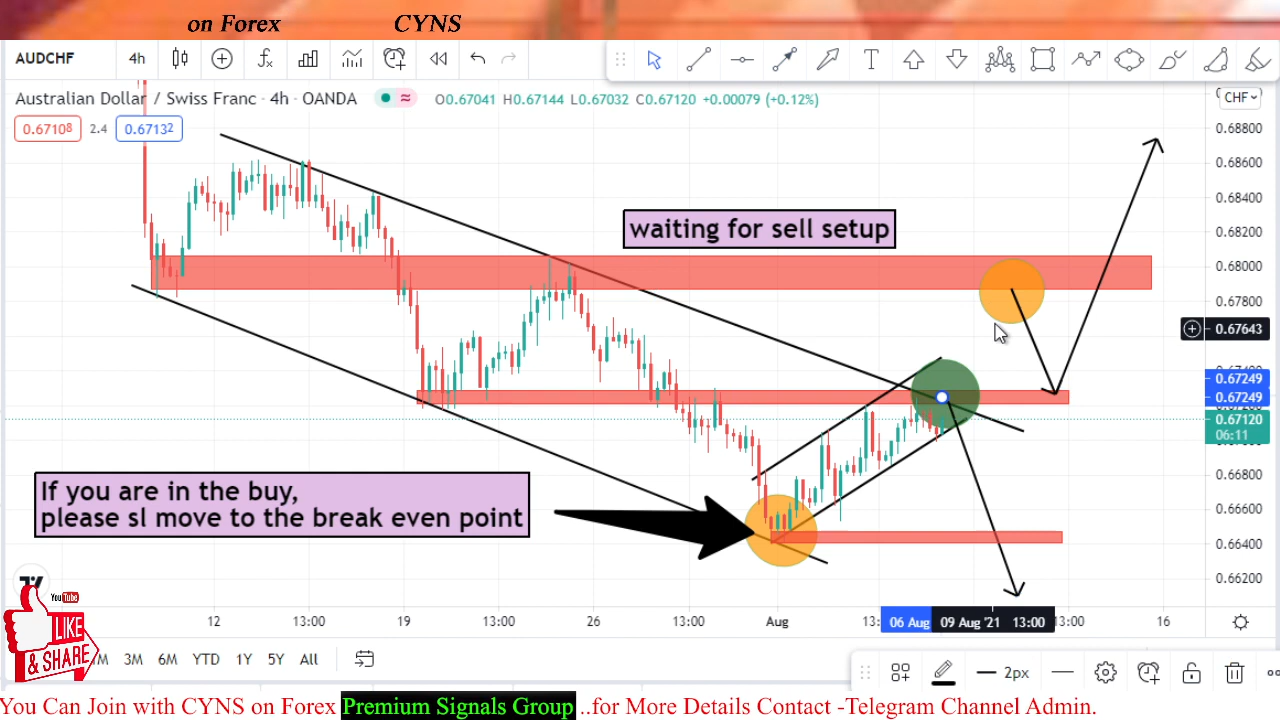 on Forex CYNS
AUDCHF 4h
Australian Dollar / Swiss Franc · 4h · OANDA O0.67041 H0.67144 L0.67032 C0.67120 +0.00079 (+0.12%)
CHF
0.67108 2.4 0.67132
0.68800
0.68600
0.68400
0.68200
0.68000
0.67800
0.67643
0.67249
0.67249
0.67120
06:11
0.66800
0.66600
0.66400
0.66200
waiting for sell setup
If you are in the buy,
please sl move to the break even point
12 13:00 19 13:00 26 13:00 Aug 06 Aug 09 Aug '21 13:00 13:00 16
YouTube
LIKE
& SHARE
3M 6M YTD 1Y 5Y All
2px
You Can Join with CYNS on Forex Premium Signals Group ..for More Details Contact -Telegram Channel Admin.